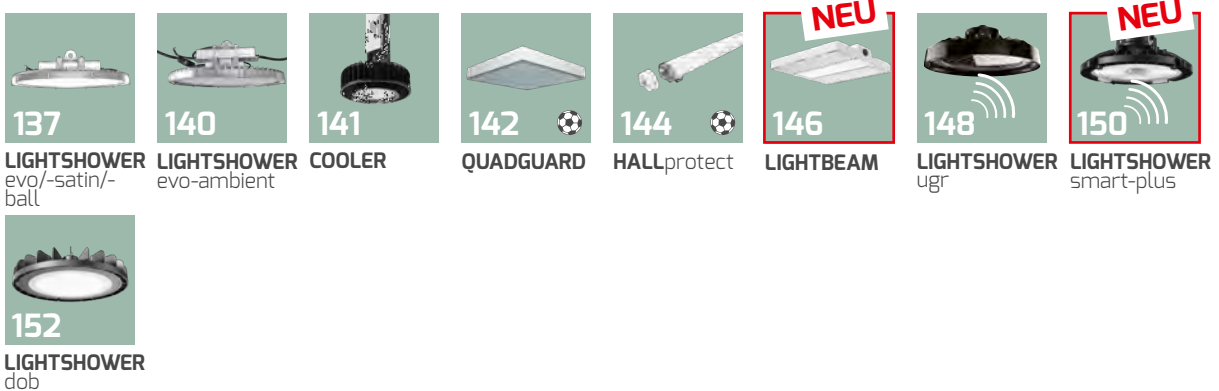 NEU
NEU
137
140
141
142
144
146
148
150
LIGHTSHOWER
evo/-satin/-
ball
LIGHTSHOWER
evo-ambient
COOLER
QUADGUARD
HALLprotect
LIGHTBEAM
LIGHTSHOWER
ugr
LIGHTSHOWER
smart-plus
152
LIGHTSHOWER
dob